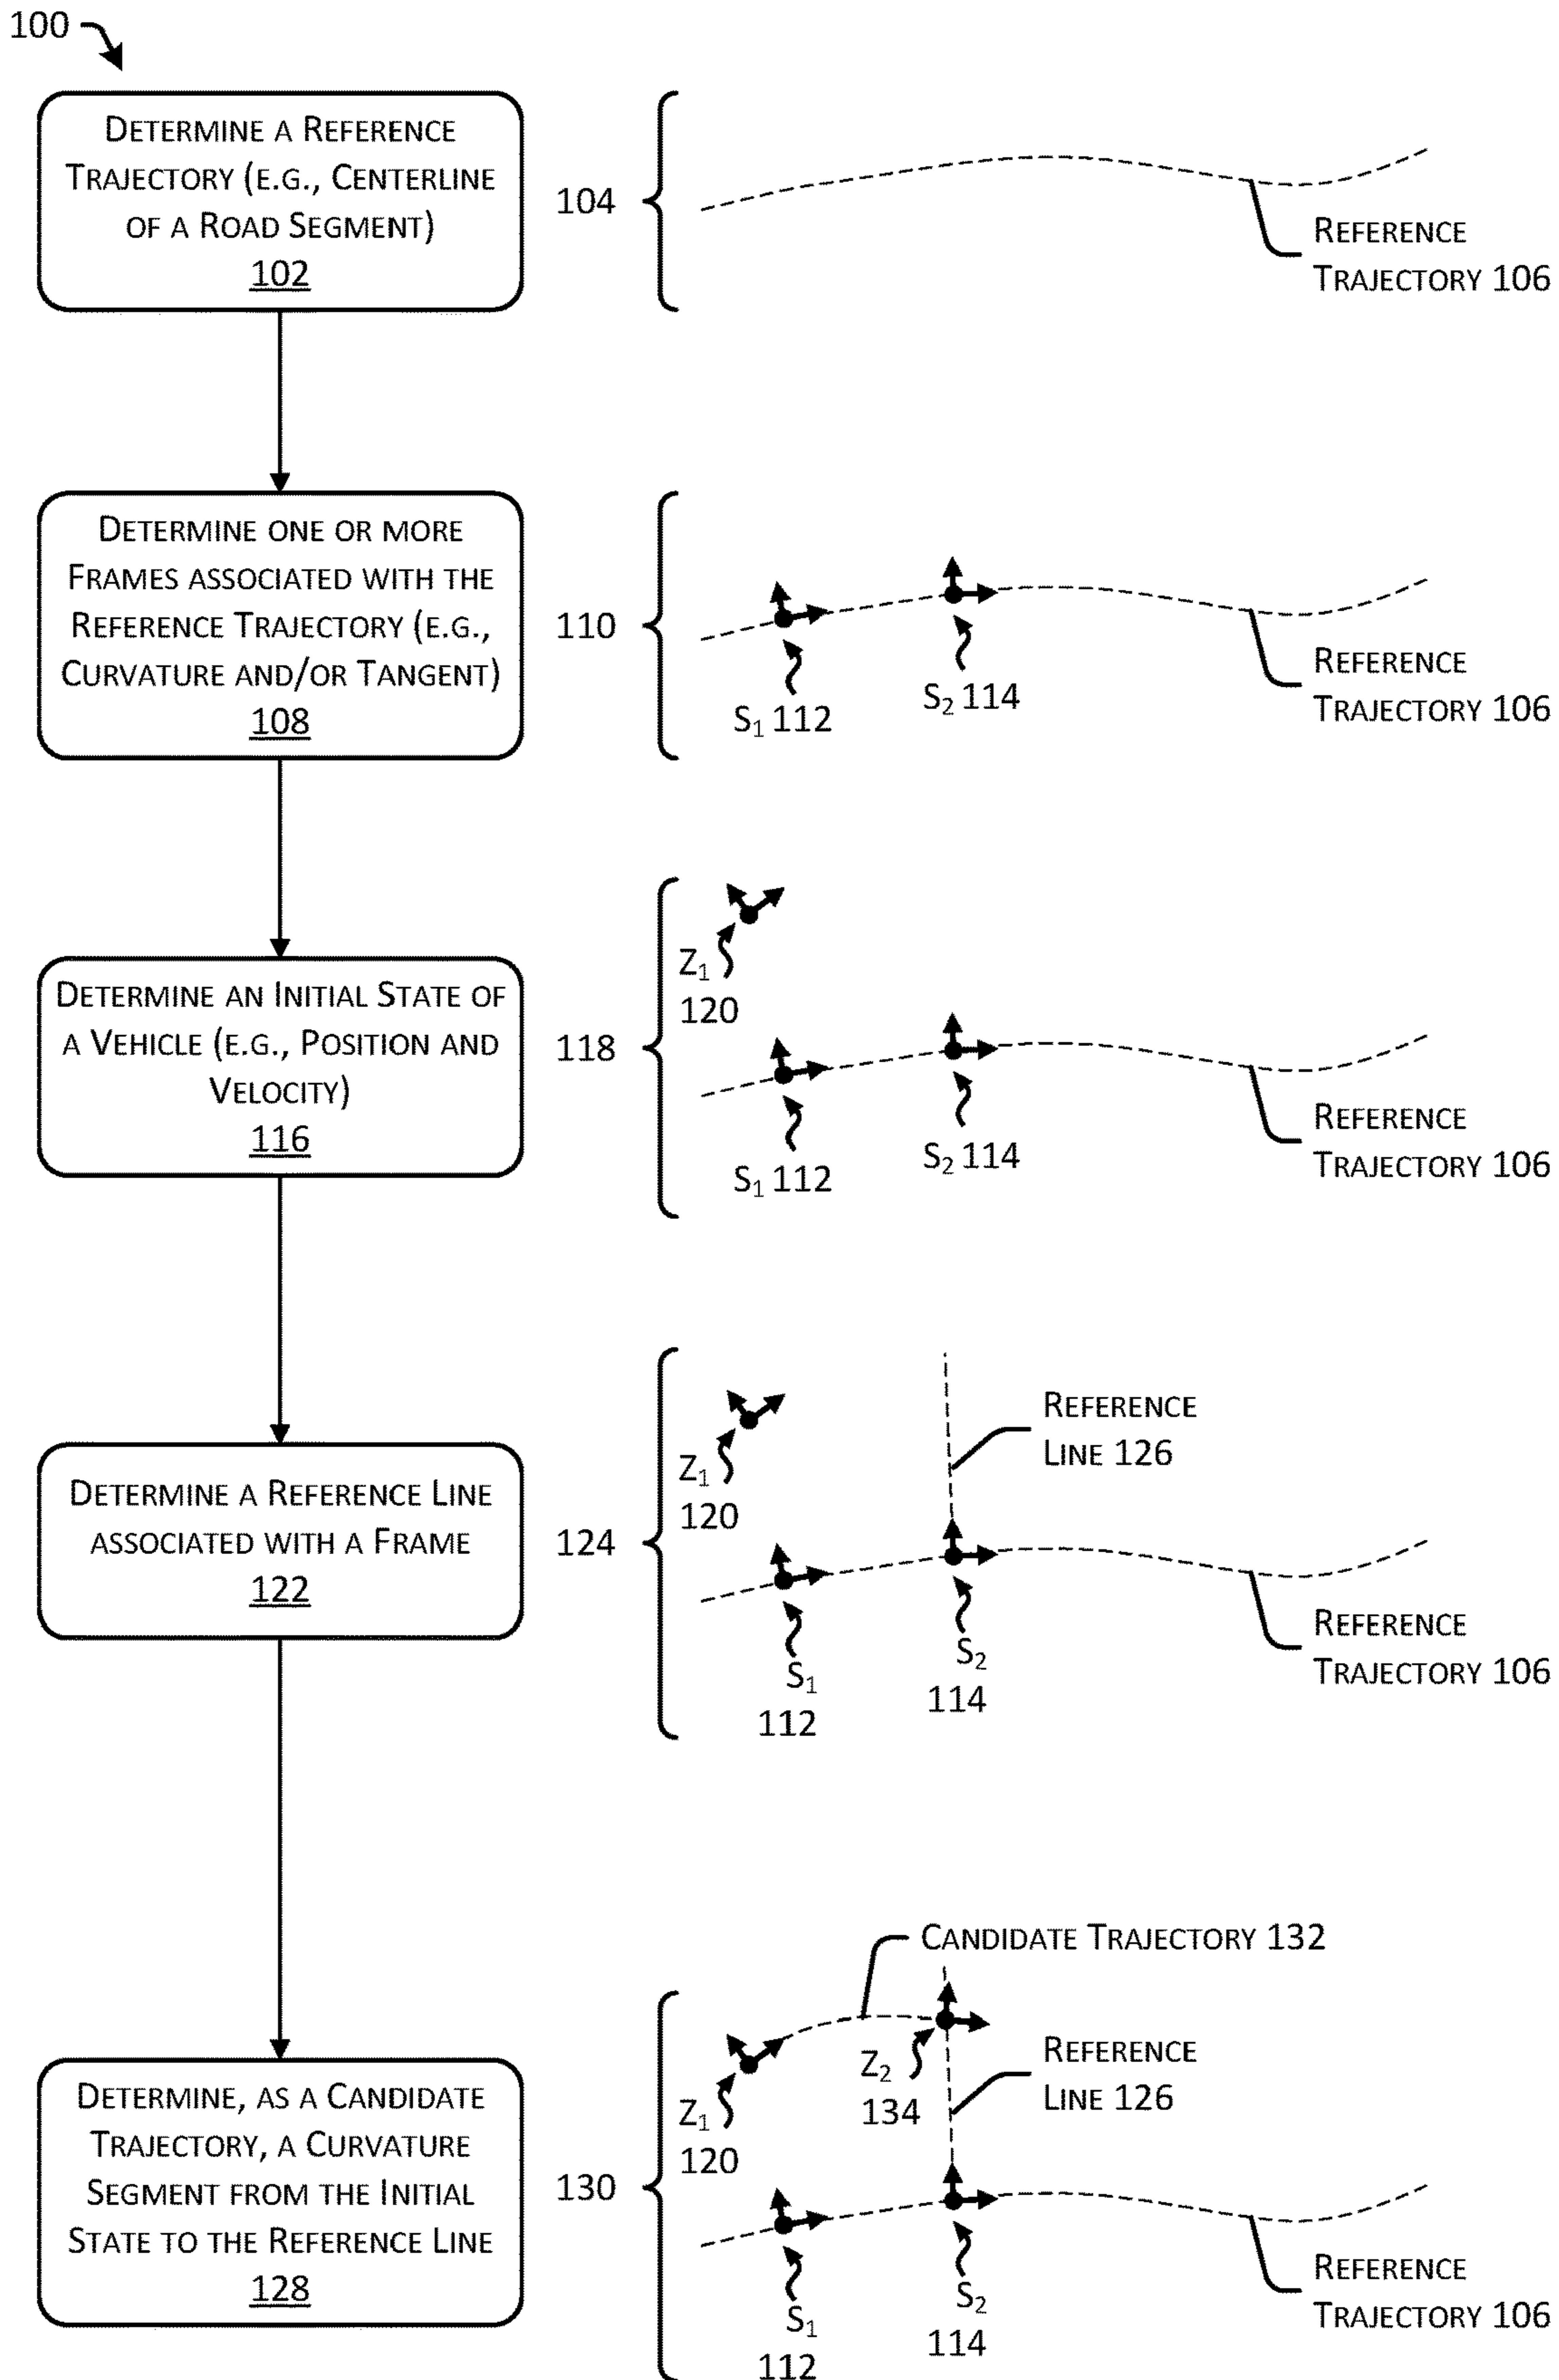 100
DETERMINE A REFERENCE
TRAJECTORY (E.G., CENTERLINE
OF A ROAD SEGMENT)
102
104
REFERENCE
TRAJECTORY 106
DETERMINE ONE OR MORE
FRAMES ASSOCIATED WITH THE
REFERENCE TRAJECTORY (E.G.,
CURVATURE AND/OR TANGENT)
108
110
S₁ 112
S₂ 114
REFERENCE
TRAJECTORY 106
DETERMINE AN INITIAL STATE OF
A VEHICLE (E.G., POSITION AND
VELOCITY)
116
118
Z₁
120
S₁ 112
S₂ 114
REFERENCE
TRAJECTORY 106
DETERMINE A REFERENCE LINE
ASSOCIATED WITH A FRAME
122
124
Z₁
120
REFERENCE
LINE 126
S₁
112
S₂
114
REFERENCE
TRAJECTORY 106
DETERMINE, AS A CANDIDATE
TRAJECTORY, A CURVATURE
SEGMENT FROM THE INITIAL
STATE TO THE REFERENCE LINE
128
130
CANDIDATE TRAJECTORY 132
Z₁
120
Z₂
134
REFERENCE
LINE 126
S₁
112
S₂
114
REFERENCE
TRAJECTORY 106